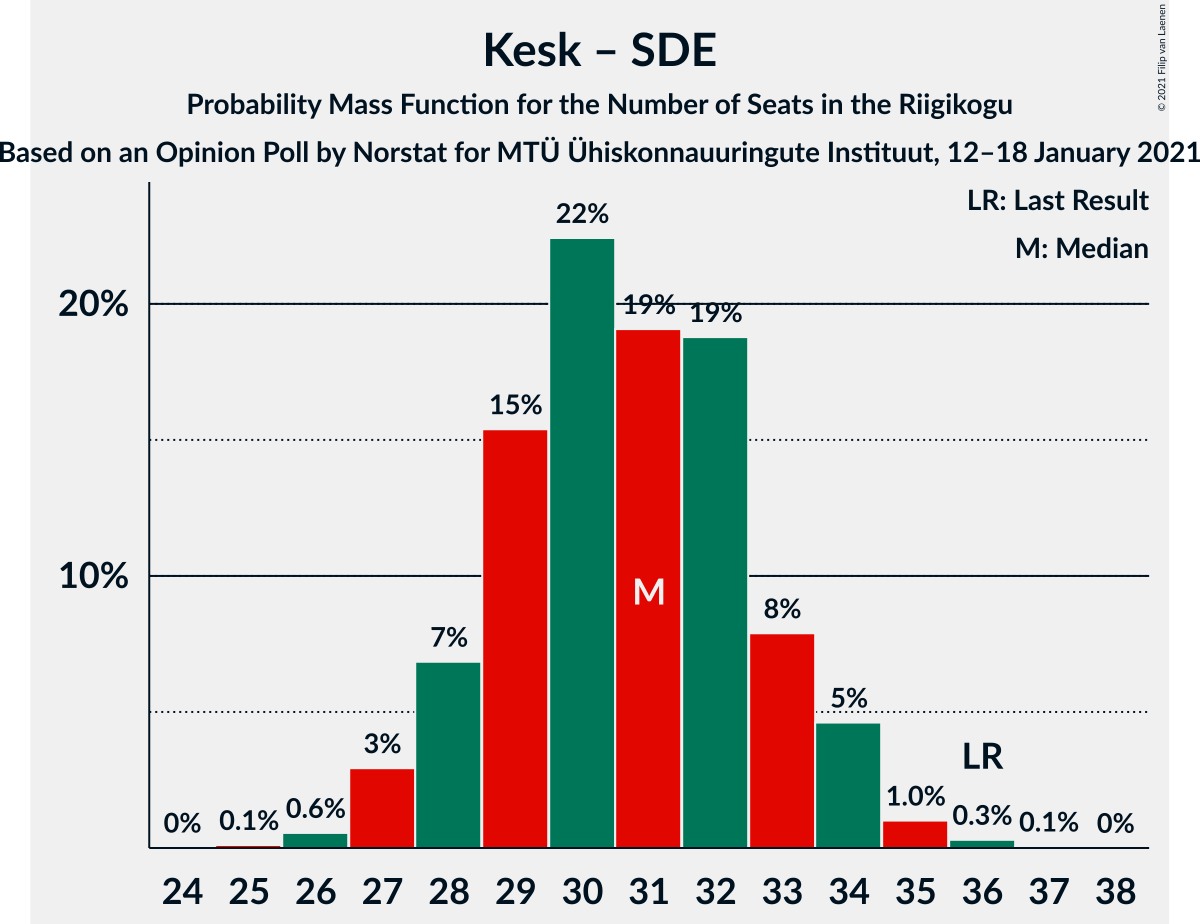 Kesk – SDE
Probability Mass Function for the Number of Seats in the Riigikogu
Based on an Opinion Poll by Norstat for MTÜ Ühiskonnauuringute Instituut, 12–18 January 2021
© 2021 Filip van Laenen
LR: Last Result
M: Median
20%
10%
0%
0.1%
0.6%
3%
7%
15%
22%
19%
19%
8%
5%
1.0%
0.3%
0.1%
0%
M
LR
24 25 26 27 28 29 30 31 32 33 34 35 36 37 38